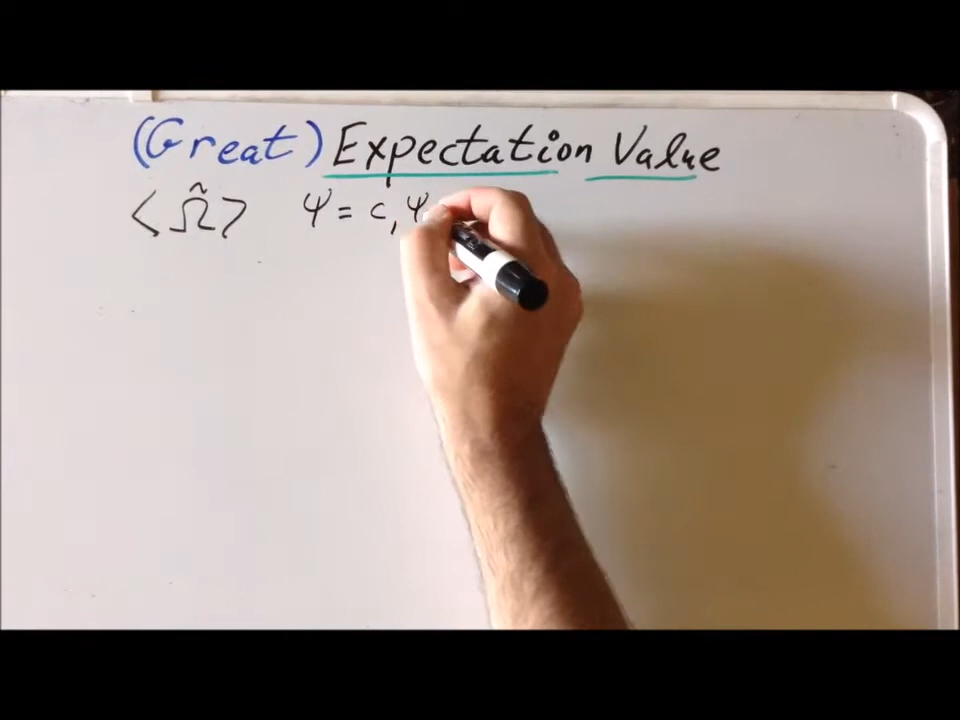 (Great) Expectation Value
<Ω̂> Ψ = c₁Ψ